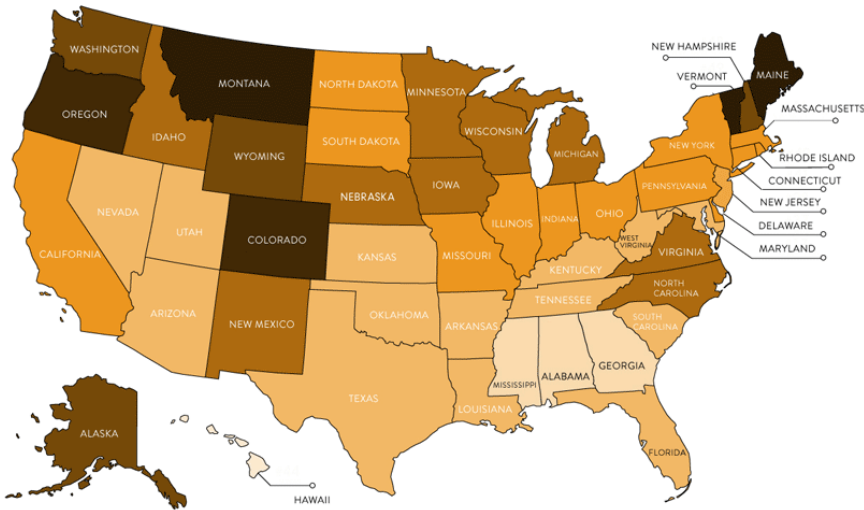 NEW HAMPSHIRE
WASHINGTON
VERMONT
MAINE
MONTANA
NORTH DAKOTA
MINNESOTA
MASSACHUSETTS
OREGON
IDAHO
SOUTH DAKOTA
WISCONSIN
MICHIGAN
NEW YORK
WYOMING
RHODE ISLAND
CONNECTICUT
NEBRASKA
IOWA
PENNSYLVANIA
NEW JERSEY
NEVADA
UTAH
COLORADO
ILLINOIS
INDIANA
OHIO
DELAWARE
CALIFORNIA
KANSAS
MISSOURI
WEST
VIRGINIA
VIRGINIA
MARYLAND
KENTUCKY
NORTH
CAROLINA
ARIZONA
NEW MEXICO
OKLAHOMA
ARKANSAS
TENNESSEE
SOUTH
CAROLINA
TEXAS
LOUISIANA
MISSISSIPPI
ALABAMA
GEORGIA
ALASKA
FLORIDA
HAWAII